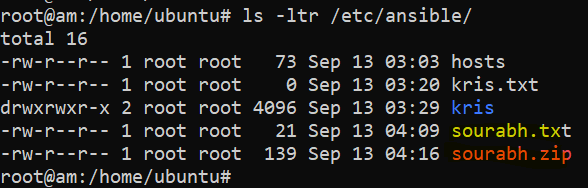 root@am:/home/ubuntu# ls -ltr /etc/ansible/
total 16
-rw-r--r-- 1 root root   73 Sep 13 03:03 hosts
-rw-r--r-- 1 root root    0 Sep 13 03:20 kris.txt
drwxrwxr-x 2 root root 4096 Sep 13 03:29 kris
-rw-r--r-- 1 root root   21 Sep 13 04:09 sourabh.txt
-rw-r--r-- 1 root root  139 Sep 13 04:16 sourabh.zip
root@am:/home/ubuntu#